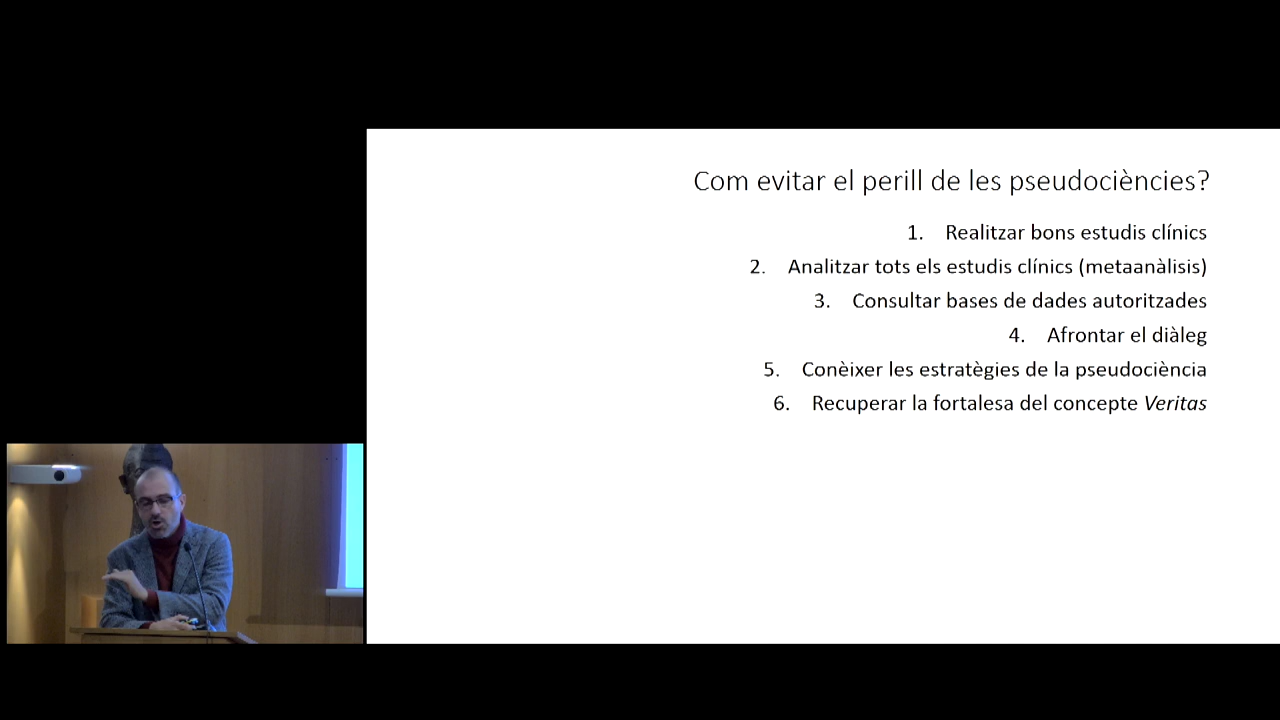 Com evitar el perill de les pseudociències?
1. Realitzar bons estudis clínics
2. Analitzar tots els estudis clínics (metaanàlisis)
3. Consultar bases de dades autoritzades
4. Afrontar el diàleg
5. Conèixer les estratègies de la pseudociència
6. Recuperar la fortalesa del concepte Veritas